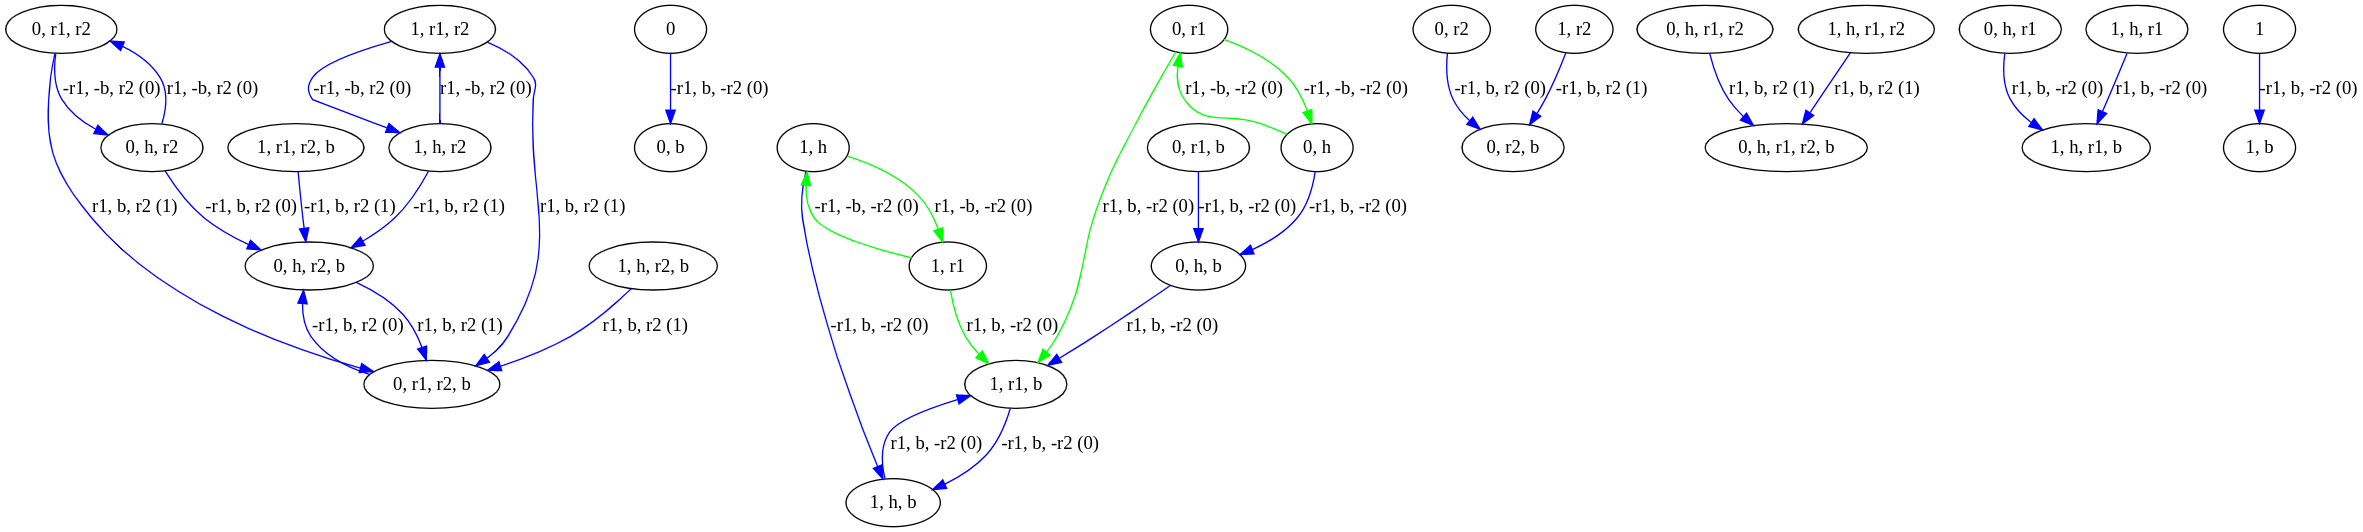 0, r1, r2
1, r1, r2
0
0, r1
0, r2
1, r2
0, h, r1, r2
1, h, r1, r2
0, h, r1
1, h, r1
1
-r1, -b, r2 (0)
r1, -b, r2 (0)
-r1, -b, r2 (0)
r1, -b, r2 (0)
-r1, b, -r2 (0)
r1, -b, -r2 (0)
-r1, -b, -r2 (0)
-r1, b, r2 (0)
-r1, b, r2 (1)
r1, b, r2 (1)
r1, b, r2 (1)
r1, b, -r2 (0)
r1, b, -r2 (0)
-r1, b, -r2 (0)
0, h, r2
1, r1, r2, b
1, h, r2
0, b
1, h
0, r1, b
0, h
0, r2, b
0, h, r1, r2, b
1, h, r1, b
1, b
r1, b, r2 (1)
-r1, b, r2 (0)
-r1, b, r2 (1)
-r1, b, r2 (1)
r1, b, r2 (1)
-r1, -b, -r2 (0)
r1, -b, -r2 (0)
r1, b, -r2 (0)
-r1, b, -r2 (0)
-r1, b, -r2 (0)
0, h, r2, b
1, h, r2, b
1, r1
0, h, b
-r1, b, r2 (0)
r1, b, r2 (1)
r1, b, r2 (1)
-r1, b, -r2 (0)
r1, b, -r2 (0)
r1, b, -r2 (0)
0, r1, r2, b
1, r1, b
r1, b, -r2 (0)
-r1, b, -r2 (0)
1, h, b